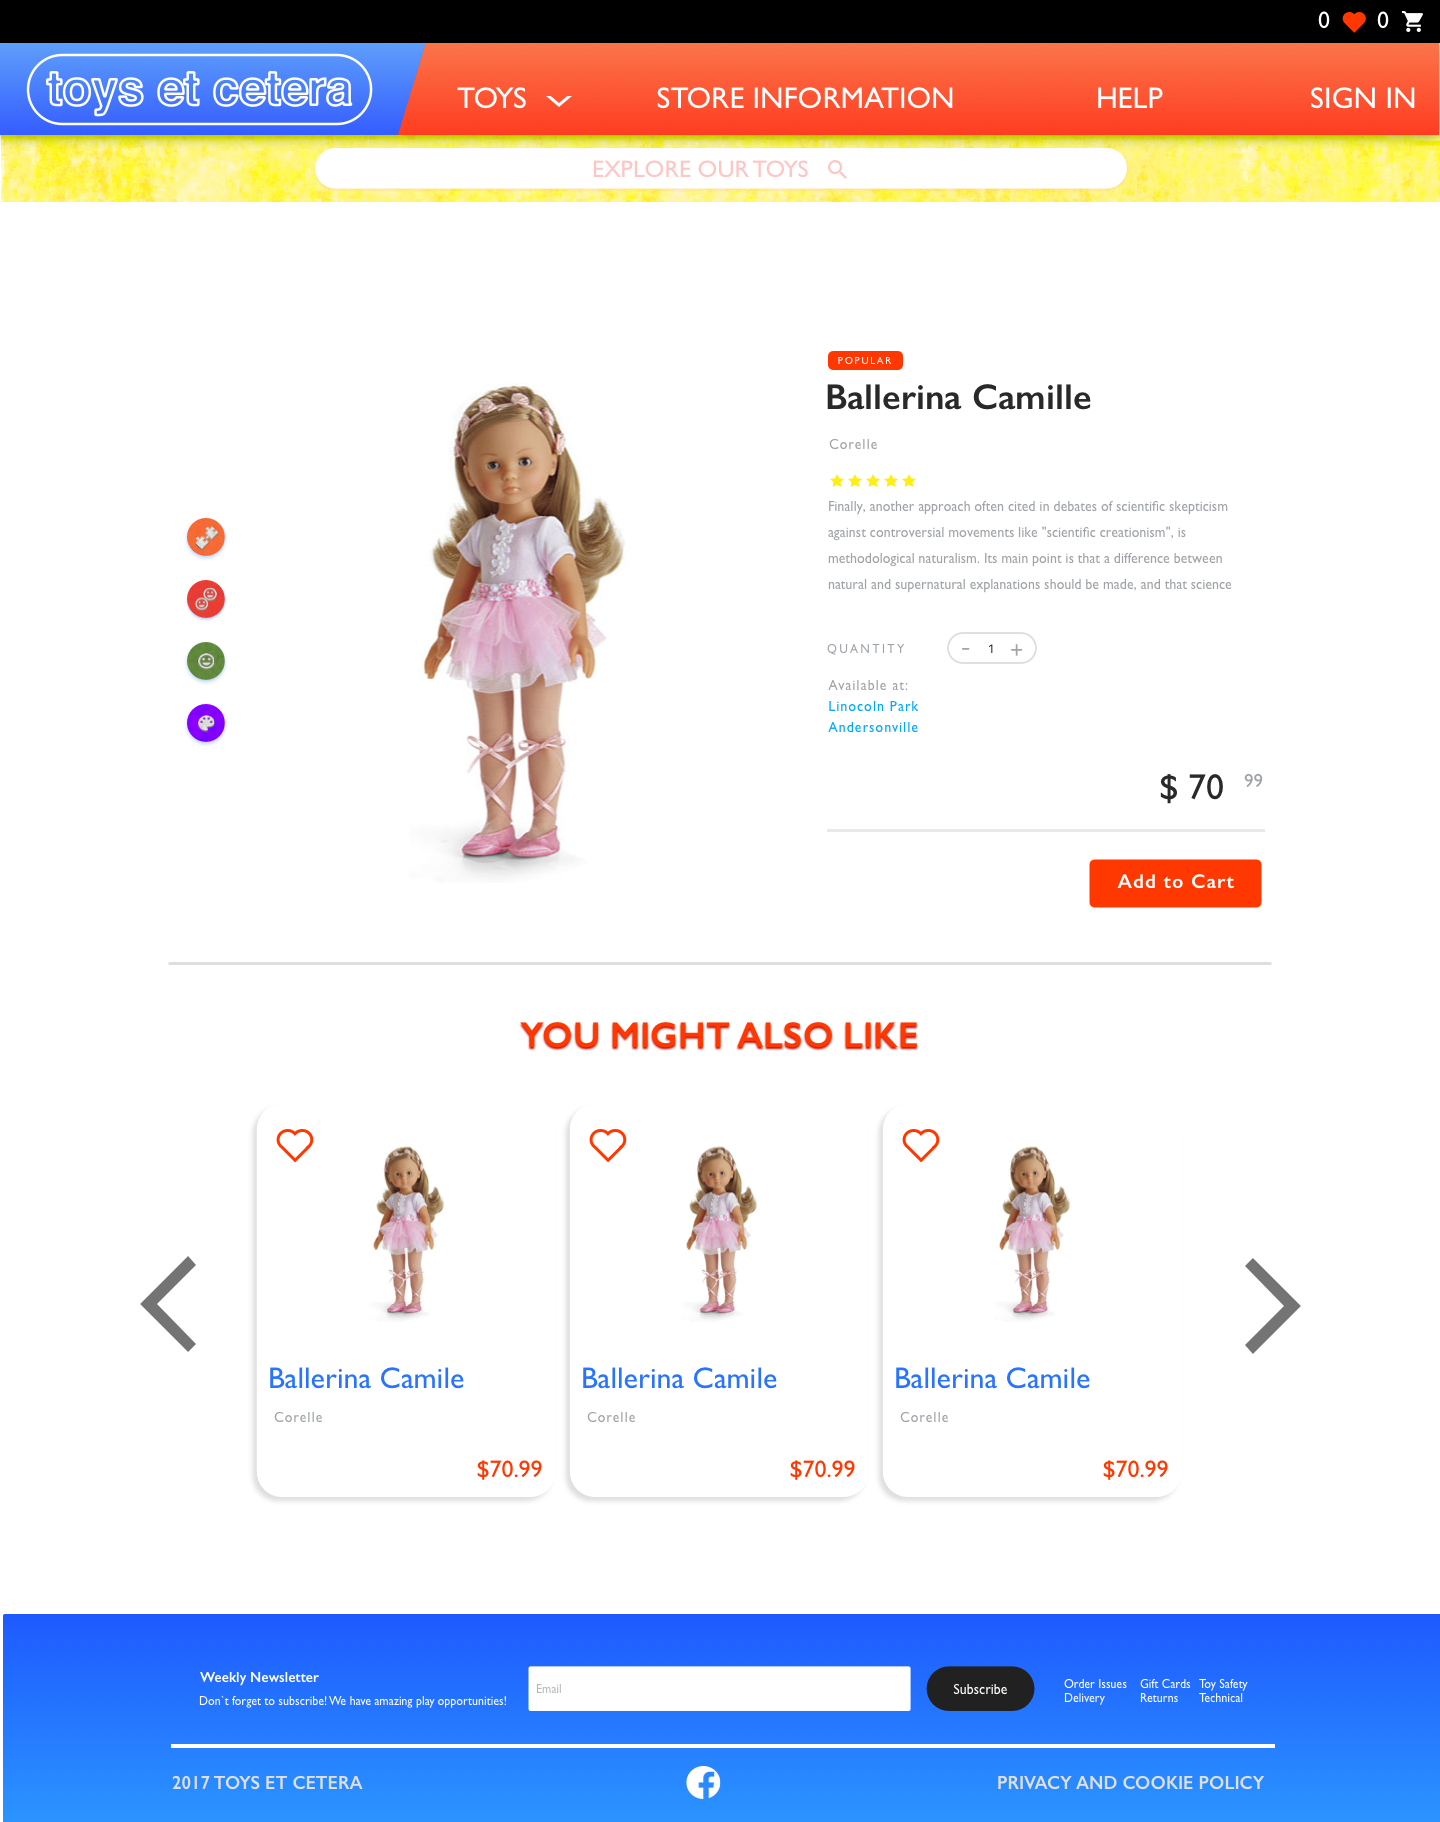 0 0
toys et cetera
TOYS STORE INFORMATION HELP SIGN IN
EXPLORE OUR TOYS
POPULAR
Ballerina Camille
Corelle
Finally, another approach often cited in debates of scientific skepticism
against controversial movements like "scientific creationism", is
methodological naturalism. Its main point is that a difference between
natural and supernatural explanations should be made, and that science
QUANTITY - 1 +
Available at:
Linocoln Park
Andersonville
$ 70 99
Add to Cart
YOU MIGHT ALSO LIKE
Ballerina Camile
Corelle
$70.99
Ballerina Camile
Corelle
$70.99
Ballerina Camile
Corelle
$70.99
Weekly Newsletter
Don`t forget to subscribe! We have amazing play opportunities!
Email
Subscribe
Order Issues Gift Cards Toy Safety
Delivery Returns Technical
2017 TOYS ET CETERA
PRIVACY AND COOKIE POLICY